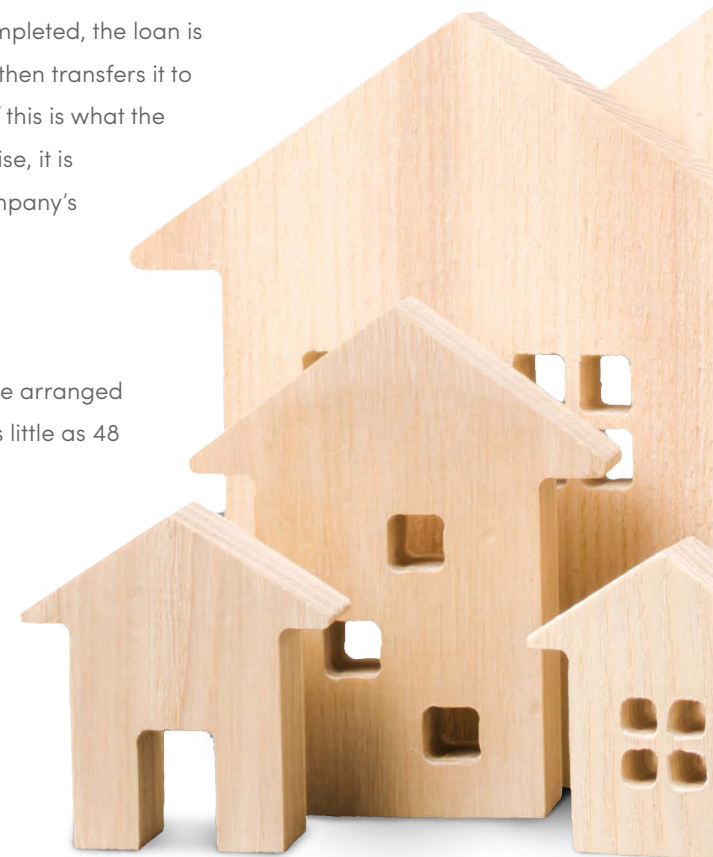 mpleted, the loan is
then transfers it to
this is what the
ise, it is
mpany’s
e arranged
s little as 48